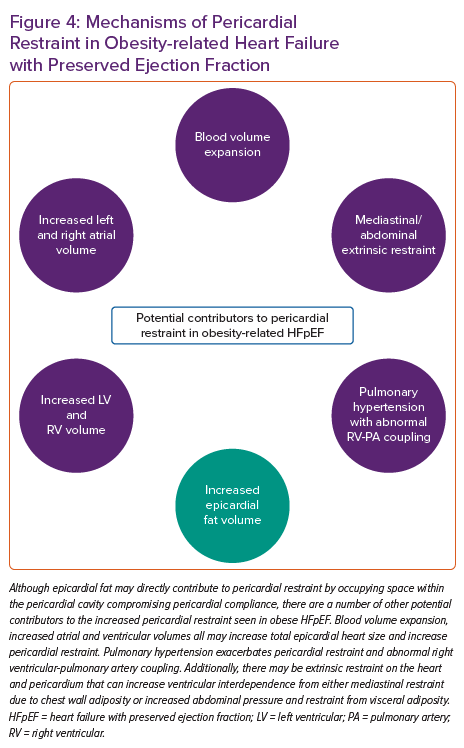 Figure 4: Mechanisms of Pericardial
Restraint in Obesity-related Heart Failure
with Preserved Ejection Fraction
Blood volume
expansion
Increased left
and right atrial
volume
Mediastinal/
abdominal
extrinsic restraint
Potential contributors to pericardial
restraint in obesity-related HFpEF
Increased LV
and
RV volume
Pulmonary
hypertension
with abnormal
RV-PA coupling
Increased
epicardial
fat volume
Although epicardial fat may directly contribute to pericardial restraint by occupying space within
the pericardial cavity compromising pericardial compliance, there are a number of other potential
contributors to the increased pericardial restraint seen in obese HFpEF. Blood volume expansion,
increased atrial and ventricular volumes all may increase total epicardial heart size and increase
pericardial restraint. Pulmonary hypertension exacerbates pericardial restraint and abnormal right
ventricular-pulmonary artery coupling. Additionally, there may be extrinsic restraint on the heart
and pericardium that can increase ventricular interdependence from either mediastinal restraint
due to chest wall adiposity or increased abdominal pressure and restraint from visceral adiposity.
HFpEF = heart failure with preserved ejection fraction; LV = left ventricular; PA = pulmonary artery;
RV = right ventricular.